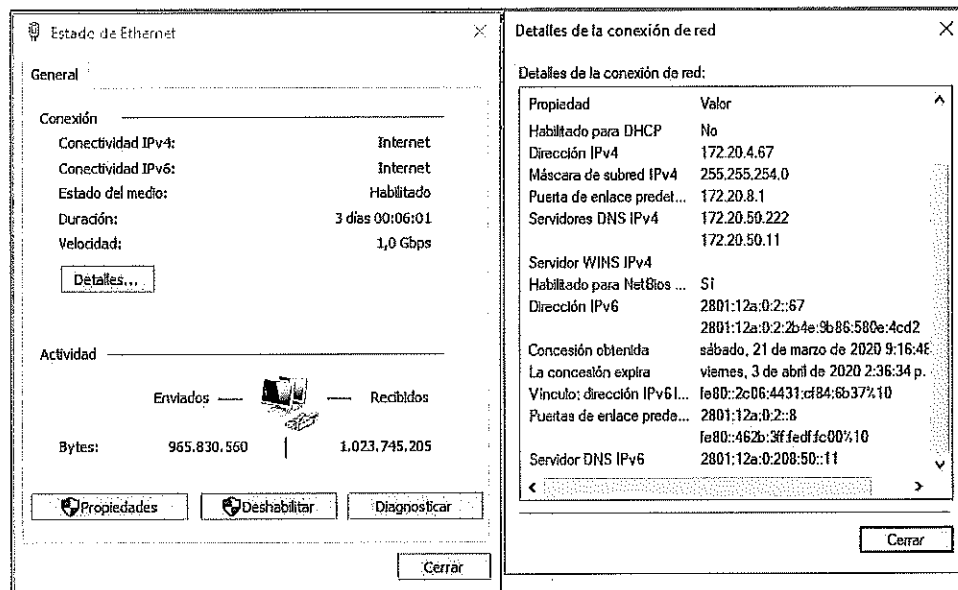 Estado de Ethernet
General
Conexión
Conectividad IPv4: Internet
Conectividad IPv6: Internet
Estado del medio: Habilitado
Duración: 3 días 00:06:01
Velocidad: 1,0 Gbps
Detalles...
Actividad
Enviados Recibidos
Bytes: 965.830.560 1.023.745.205
Propiedades Deshabilitar Diagnosticar
Cerrar
Detalles de la conexión de red
Detalles de la conexión de red:
Propiedad Valor
Habilitado para DHCP No
Dirección IPv4 172.20.4.67
Máscara de subred IPv4 255.255.254.0
Puerta de enlace predet... 172.20.8.1
Servidores DNS IPv4 172.20.50.222
172.20.50.11
Servidor WINS IPv4
Habilitado para NetBios ... Sí
Dirección IPv6 2801:12a:0:2::67
2801:12a:0:2:2b4e:9b86:580e:4cd2
Concesión obtenida sábado, 21 de marzo de 2020 9:16:48
La concesión expira viernes, 3 de abril de 2020 2:36:34 p.
Vínculo: dirección IPv6 l... fe80::2c06:4431:cf84:6b37%10
Puertas de enlace prede... 2801:12a:0:2::8
fe80::462b:3ff:fedf:fc00%10
Servidor DNS IPv6 2801:12a:0:208:50::11
Cerrar